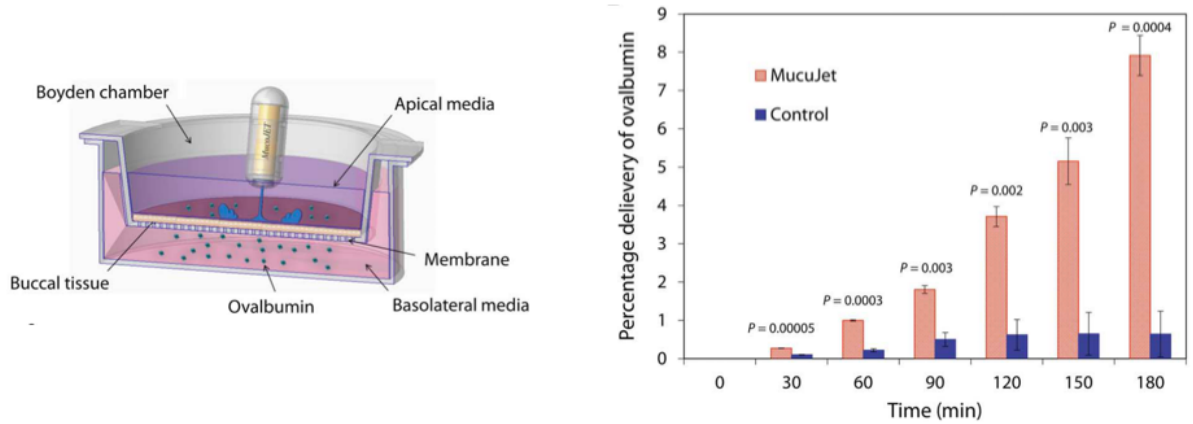 Boyden chamber
Apical media
MucoJET
Buccal tissue
Ovalbumin
Membrane
Basolateral media
Percentage delievery of ovalbumin
9
8
7
6
5
4
3
2
1
0
MucuJet
Control
P = 0.00005
P = 0.0003
P = 0.003
P = 0.002
P = 0.003
P = 0.0004
0 30 60 90 120 150 180
Time (min)